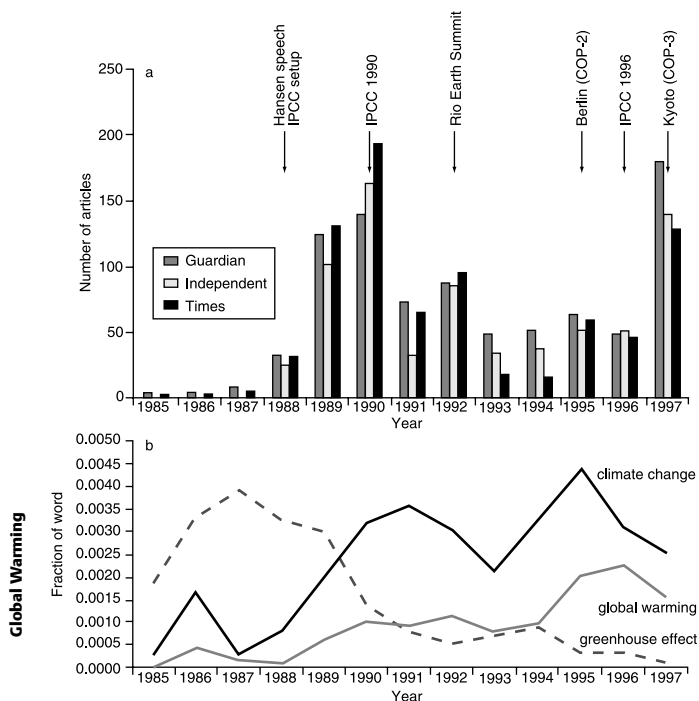 a
Hansen speech
IPCC setup
IPCC 1990
Rio Earth Summit
Berlin (COP-2)
IPCC 1996
Kyoto (COP-3)
Number of articles
250
200
150
100
50
0
Guardian
Independent
Times
1985 1986 1987 1988 1989 1990 1991 1992 1993 1994 1995 1996 1997
Year
Global Warming
b
Fraction of word
0.0050
0.0045
0.0040
0.0035
0.0030
0.0025
0.0020
0.0015
0.0010
0.0005
0.0000
climate change
global warming
greenhouse effect
1985 1986 1987 1988 1989 1990 1991 1992 1993 1994 1995 1996 1997
Year